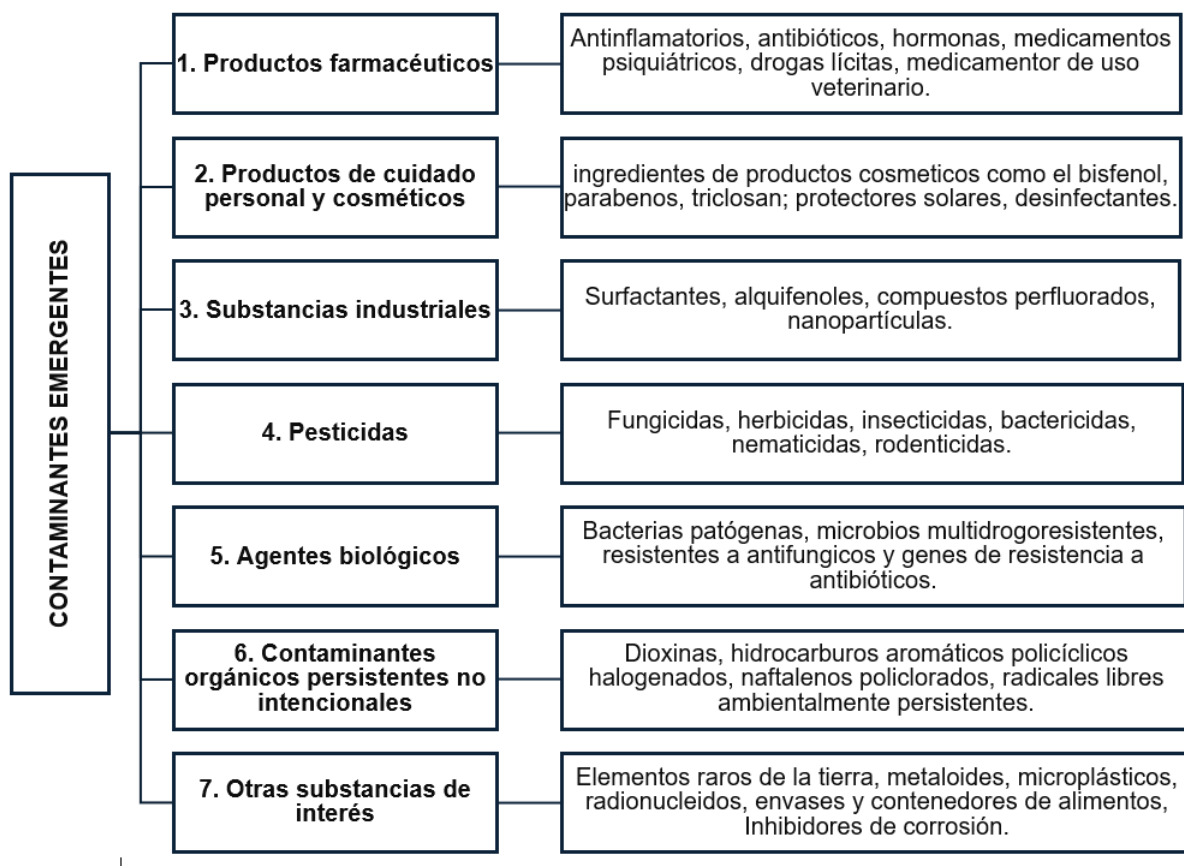 CONTAMINANTES EMERGENTES
1. Productos farmacéuticos
Antinflamatorios, antibióticos, hormonas, medicamentos
psiquiátricos, drogas lícitas, medicamentor de uso
veterinario.
2. Productos de cuidado
personal y cosméticos
ingredientes de productos cosmeticos como el bisfenol,
parabenos, triclosan; protectores solares, desinfectantes.
3. Substancias industriales
Surfactantes, alquifenoles, compuestos perfluorados,
nanopartículas.
4. Pesticidas
Fungicidas, herbicidas, insecticidas, bactericidas,
nematicidas, rodenticidas.
5. Agentes biológicos
Bacterias patógenas, microbios multidrogoresistentes,
resistentes a antifungicos y genes de resistencia a
antibióticos.
6. Contaminantes
orgánicos persistentes no
intencionales
Dioxinas, hidrocarburos aromáticos policíclicos
halogenados, naftalenos policlorados, radicales libres
ambientalmente persistentes.
7. Otras substancias de
interés
Elementos raros de la tierra, metaloides, microplásticos,
radionucleidos, envases y contenedores de alimentos,
Inhibidores de corrosión.